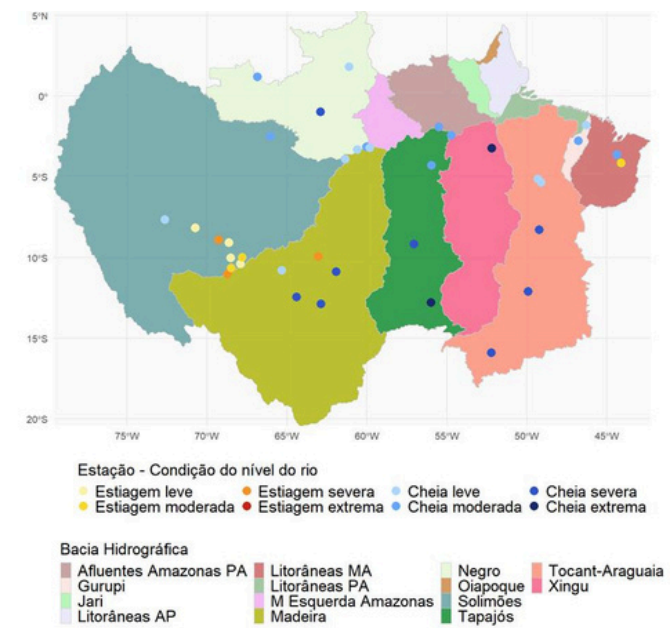 5°N
0°
5°S
10°S
15°S
20°S
75°W 70°W 65°W 60°W 55°W 50°W 45°W
Estação - Condição do nível do rio
Estiagem leve Estiagem severa Cheia leve Cheia severa
Estiagem moderada Estiagem extrema Cheia moderada Cheia extrema
Bacia Hidrográfica
Afluentes Amazonas PA Litorâneas MA Negro Tocant-Araguaia
Gurupi Litorâneas PA Oiapoque Xingu
Jari M Esquerda Amazonas Solimões
Litorâneas AP Madeira Tapajós